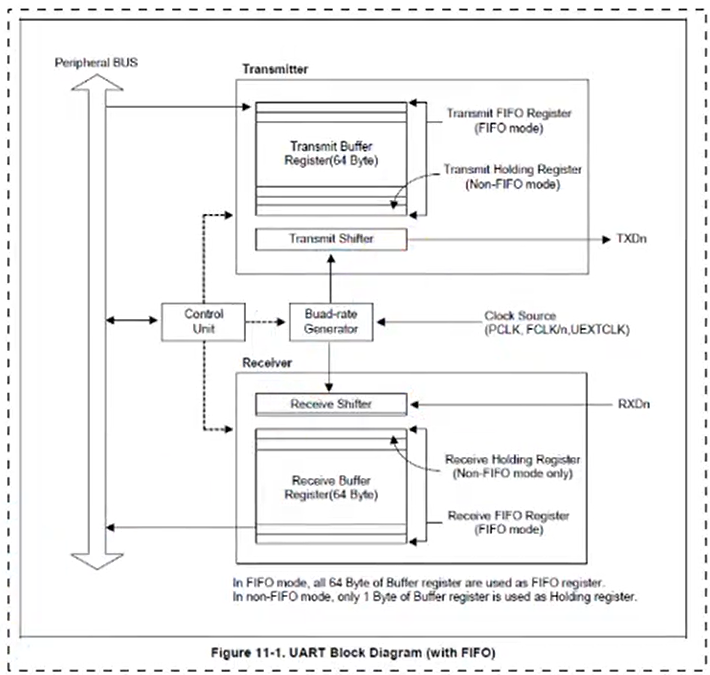 Peripheral BUS
Transmitter
Transmit FIFO Register
(FIFO mode)
Transmit Buffer
Register(64 Byte)
Transmit Holding Register
(Non-FIFO mode)
Transmit Shifter
TXDn
Control
Unit
Buad-rate
Generator
Clock Source
(PCLK, FCLK/n,UEXTCLK)
Receiver
Receive Shifter
RXDn
Receive Holding Register
(Non-FIFO mode only)
Receive Buffer
Register(64 Byte)
Receive FIFO Register
(FIFO mode)
In FIFO mode, all 64 Byte of Buffer register are used as FIFO register.
In non-FIFO mode, only 1 Byte of Buffer register is used as Holding register.
Figure 11-1. UART Block Diagram (with FIFO)